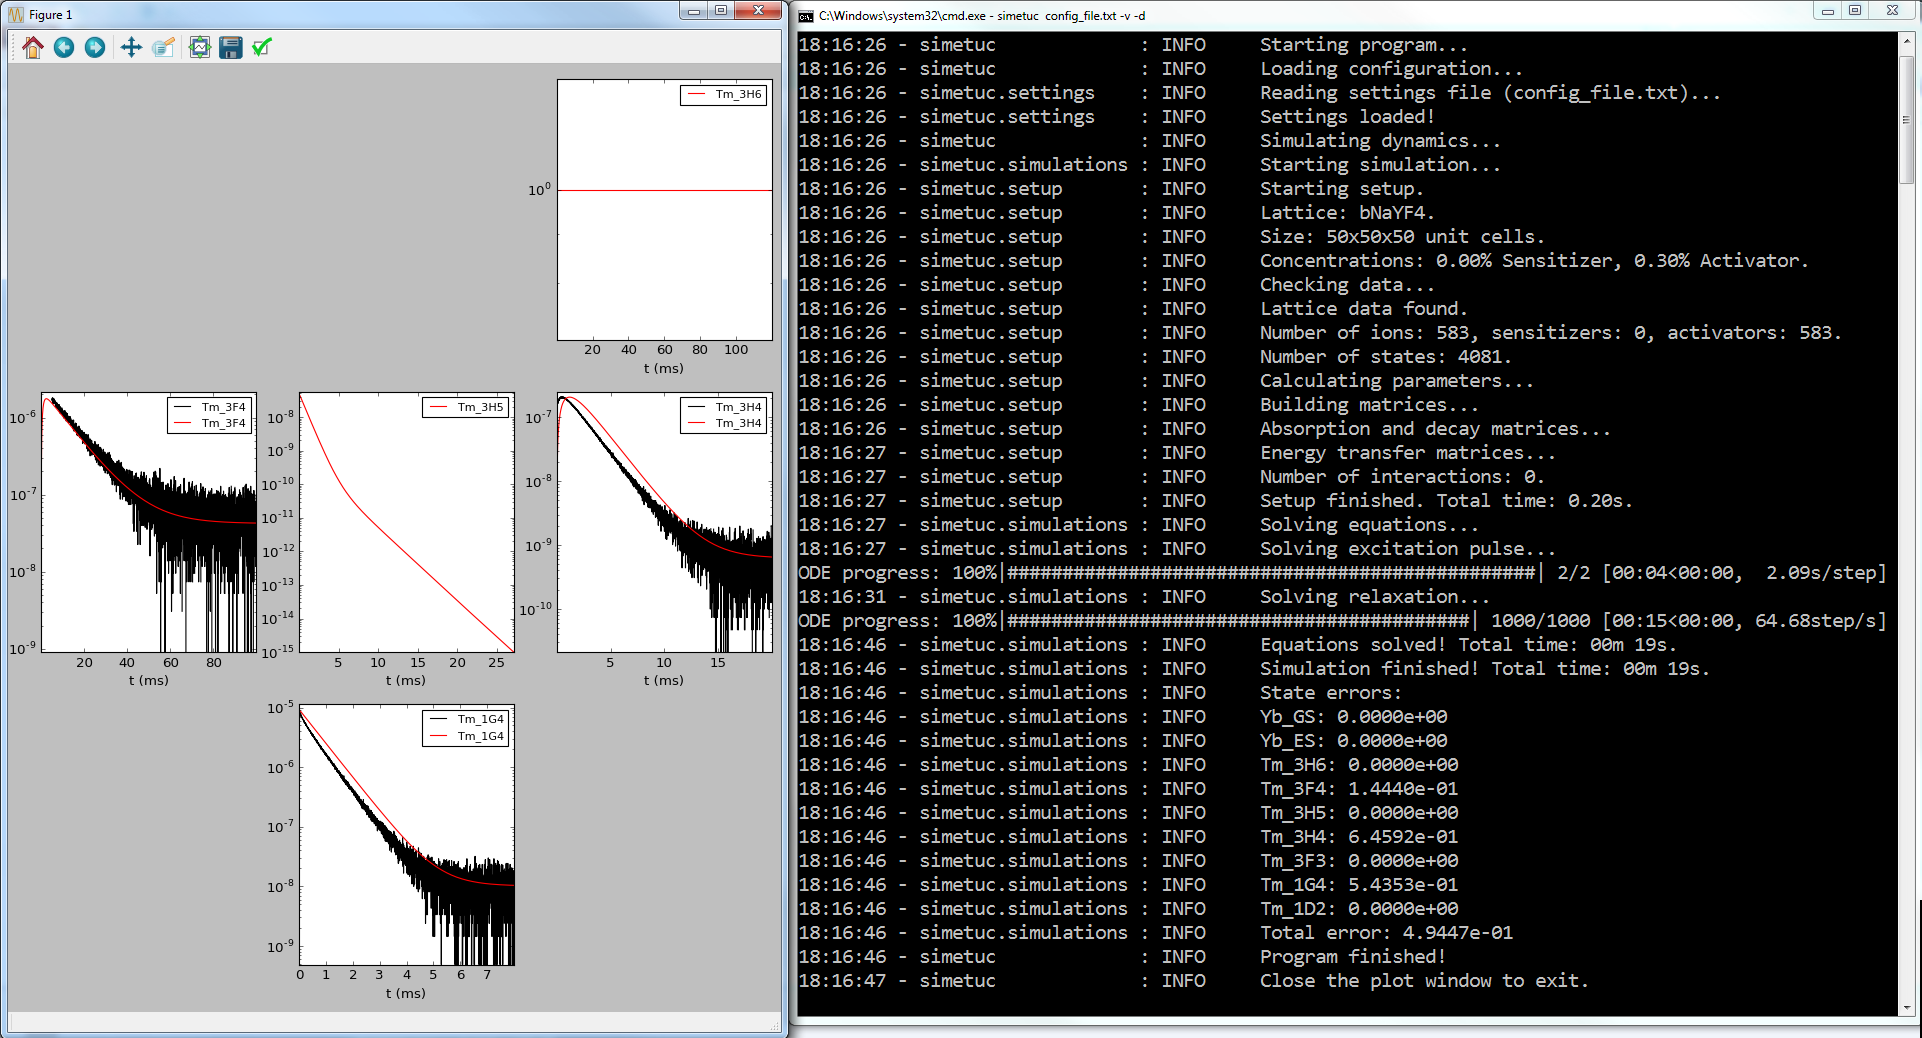 Figure 1
Tm_3H6
10^0
20 40 60 80 100
t (ms)
Tm_3F4
Tm_3F4
10^-6
10^-7
10^-8
10^-9
20 40 60 80
t (ms)
Tm_3H5
10^-8
10^-9
10^-10
10^-11
10^-12
10^-13
10^-14
10^-15
5 10 15 20 25
t (ms)
Tm_3H4
Tm_3H4
10^-7
10^-8
10^-9
10^-10
5 10 15
t (ms)
Tm_1G4
Tm_1G4
10^-5
10^-6
10^-7
10^-8
10^-9
0 1 2 3 4 5 6 7
t (ms)
C:\Windows\system32\cmd.exe - simetuc  config_file.txt -v -d
18:16:26 - simetuc             : INFO     Starting program...
18:16:26 - simetuc             : INFO     Loading configuration...
18:16:26 - simetuc.settings    : INFO     Reading settings file (config_file.txt)...
18:16:26 - simetuc.settings    : INFO     Settings loaded!
18:16:26 - simetuc             : INFO     Simulating dynamics...
18:16:26 - simetuc.simulations : INFO     Starting simulation...
18:16:26 - simetuc.setup       : INFO     Starting setup.
18:16:26 - simetuc.setup       : INFO     Lattice: bNaYF4.
18:16:26 - simetuc.setup       : INFO     Size: 50x50x50 unit cells.
18:16:26 - simetuc.setup       : INFO     Concentrations: 0.00% Sensitizer, 0.30% Activator.
18:16:26 - simetuc.setup       : INFO     Checking data...
18:16:26 - simetuc.setup       : INFO     Lattice data found.
18:16:26 - simetuc.setup       : INFO     Number of ions: 583, sensitizers: 0, activators: 583.
18:16:26 - simetuc.setup       : INFO     Number of states: 4081.
18:16:26 - simetuc.setup       : INFO     Calculating parameters...
18:16:26 - simetuc.setup       : INFO     Building matrices...
18:16:26 - simetuc.setup       : INFO     Absorption and decay matrices...
18:16:27 - simetuc.setup       : INFO     Energy transfer matrices...
18:16:27 - simetuc.setup       : INFO     Number of interactions: 0.
18:16:27 - simetuc.setup       : INFO     Setup finished. Total time: 0.20s.
18:16:27 - simetuc.simulations : INFO     Solving equations...
18:16:27 - simetuc.simulations : INFO     Solving excitation pulse...
ODE progress: 100%|################################################| 2/2 [00:04<00:00,  2.09s/step]
18:16:31 - simetuc.simulations : INFO     Solving relaxation...
ODE progress: 100%|##########################################| 1000/1000 [00:15<00:00, 64.68step/s]
18:16:46 - simetuc.simulations : INFO     Equations solved! Total time: 00m 19s.
18:16:46 - simetuc.simulations : INFO     Simulation finished! Total time: 00m 19s.
18:16:46 - simetuc.simulations : INFO     State errors:
18:16:46 - simetuc.simulations : INFO     Yb_GS: 0.0000e+00
18:16:46 - simetuc.simulations : INFO     Yb_ES: 0.0000e+00
18:16:46 - simetuc.simulations : INFO     Tm_3H6: 0.0000e+00
18:16:46 - simetuc.simulations : INFO     Tm_3F4: 1.4440e-01
18:16:46 - simetuc.simulations : INFO     Tm_3H5: 0.0000e+00
18:16:46 - simetuc.simulations : INFO     Tm_3H4: 6.4592e-01
18:16:46 - simetuc.simulations : INFO     Tm_3F3: 0.0000e+00
18:16:46 - simetuc.simulations : INFO     Tm_1G4: 5.4353e-01
18:16:46 - simetuc.simulations : INFO     Tm_1D2: 0.0000e+00
18:16:46 - simetuc.simulations : INFO     Total error: 4.9447e-01
18:16:46 - simetuc             : INFO     Program finished!
18:16:47 - simetuc             : INFO     Close the plot window to exit.